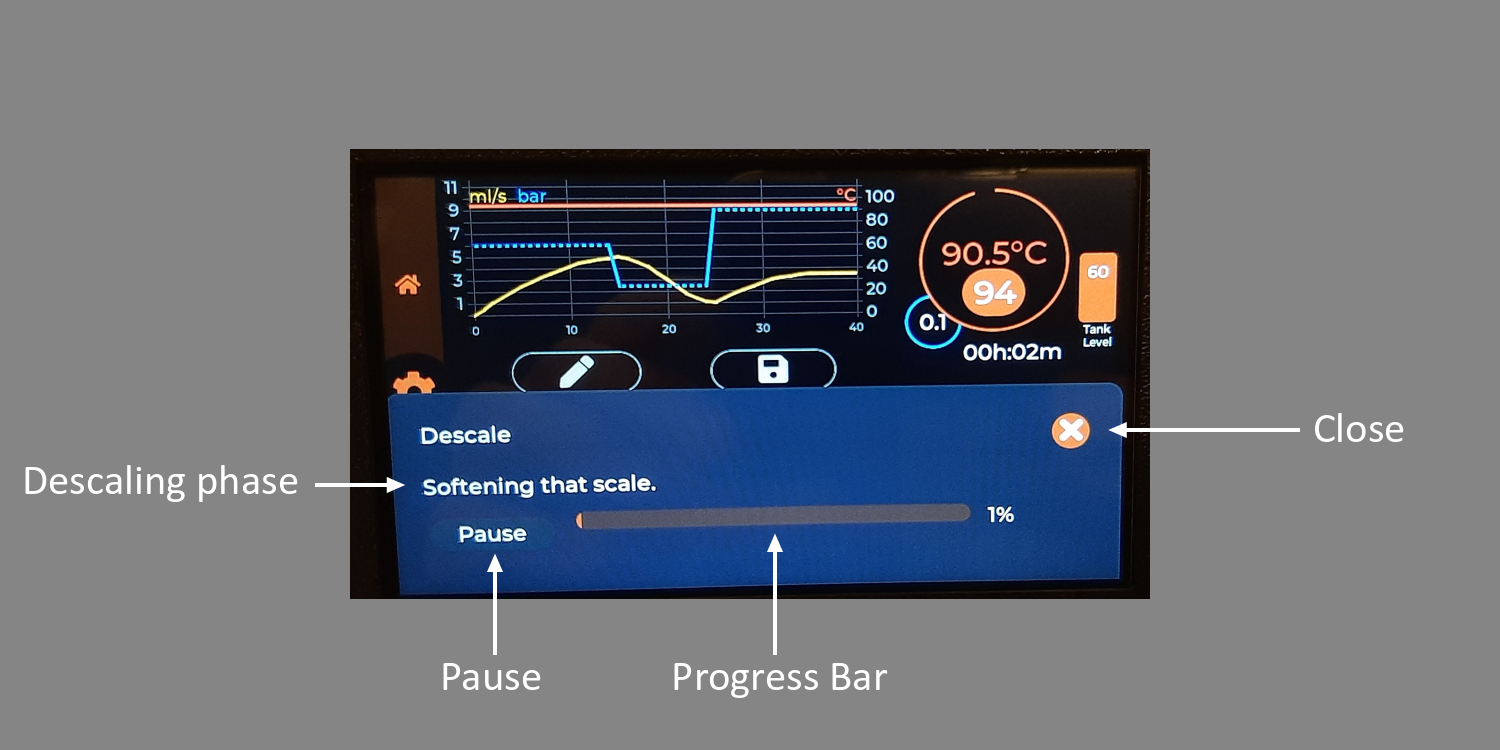 11
ml/s bar
°C
100
9
80
7
60
5
40
3
20
1
0
0
10
20
30
40
90.5°C
94
0.1
00h:02m
60
Tank
Level
Descale
Close
Descaling phase
Softening that scale.
Pause
1%
Pause
Progress Bar